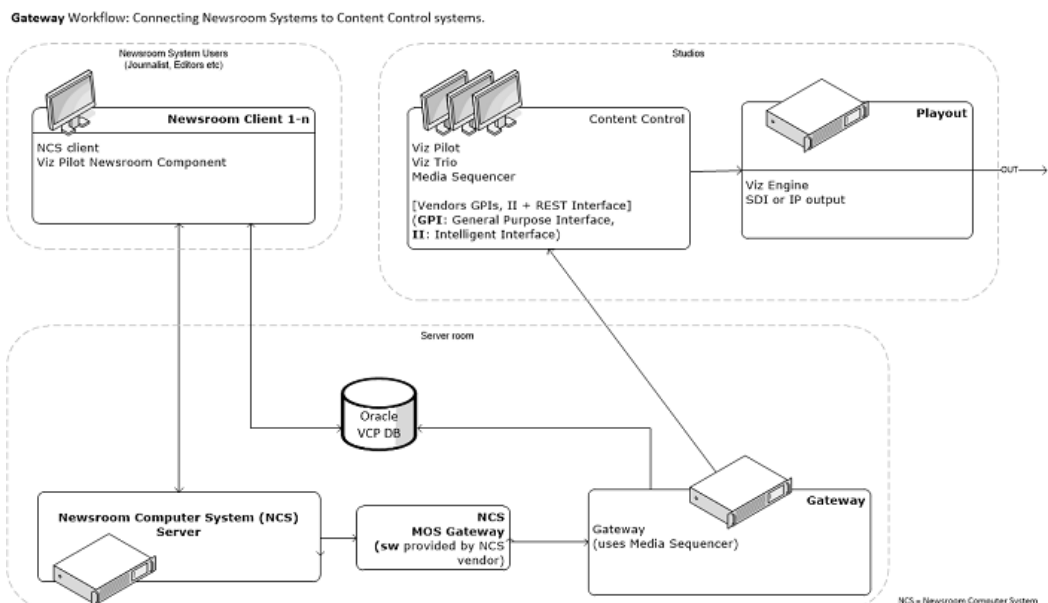 Gateway Workflow: Connecting Newsroom Systems to Content Control systems.
Newsroom System Users
(Journalist, Editors etc)
Newsroom Client 1-n
NCS client
Viz Pilot Newsroom Component
Studios
Content Control
Viz Pilot
Viz Trio
Media Sequencer
[Vendors GPIs, II + REST Interface]
(GPI: General Purpose Interface,
II: Intelligent Interface)
Playout
Viz Engine
SDI or IP output
OUT
Server room
Oracle
VCP DB
Newsroom Computer System (NCS)
Server
NCS
MOS Gateway
(sw provided by NCS
vendor)
Gateway
Gateway
(uses Media Sequencer)
NCS = Newsroom Computer System